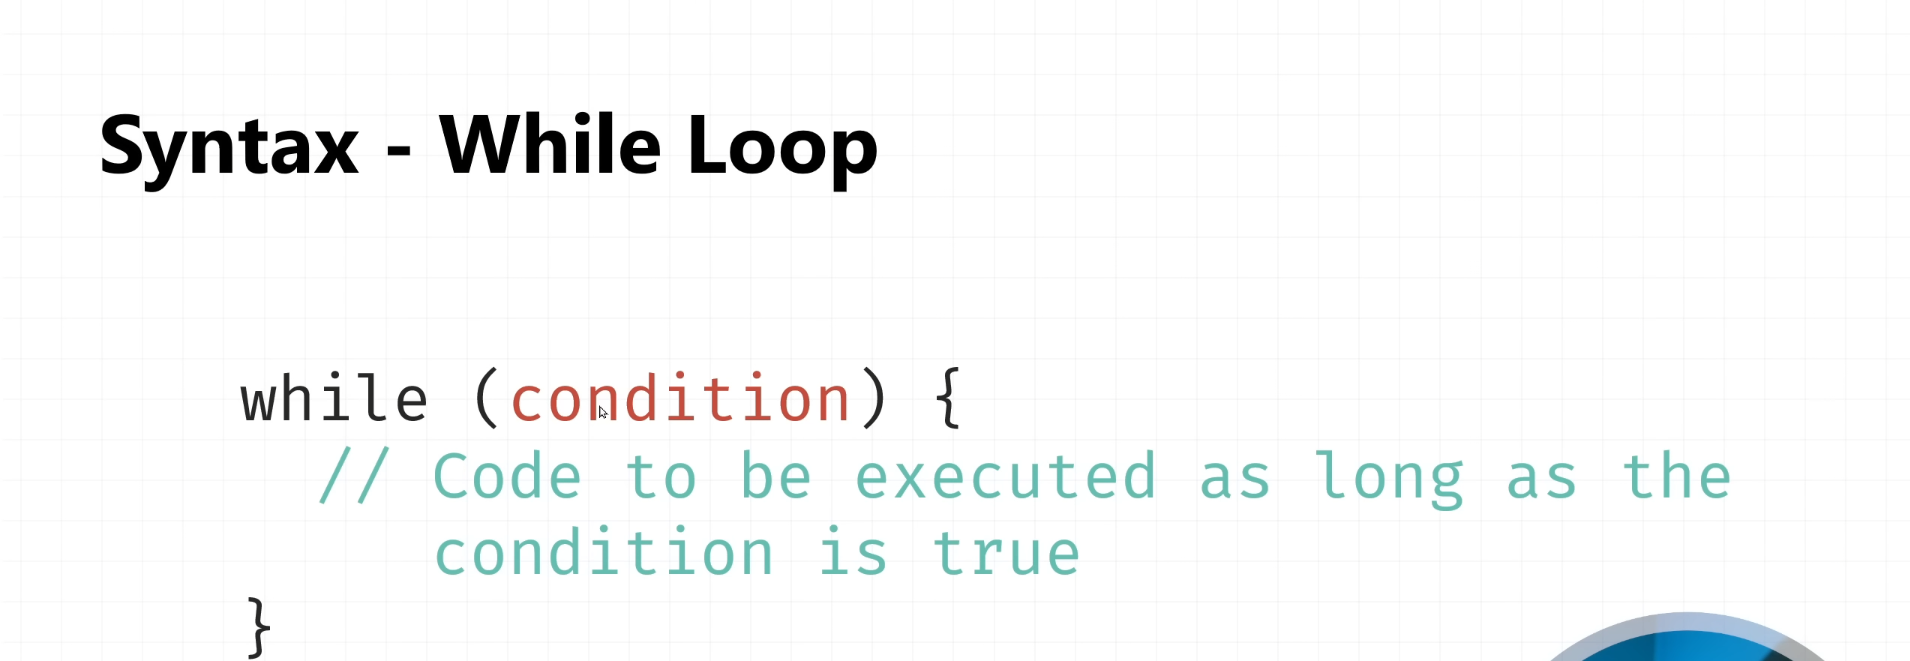 Syntax - While Loop
while (condition) {
// Code to be executed as long as the
condition is true
}